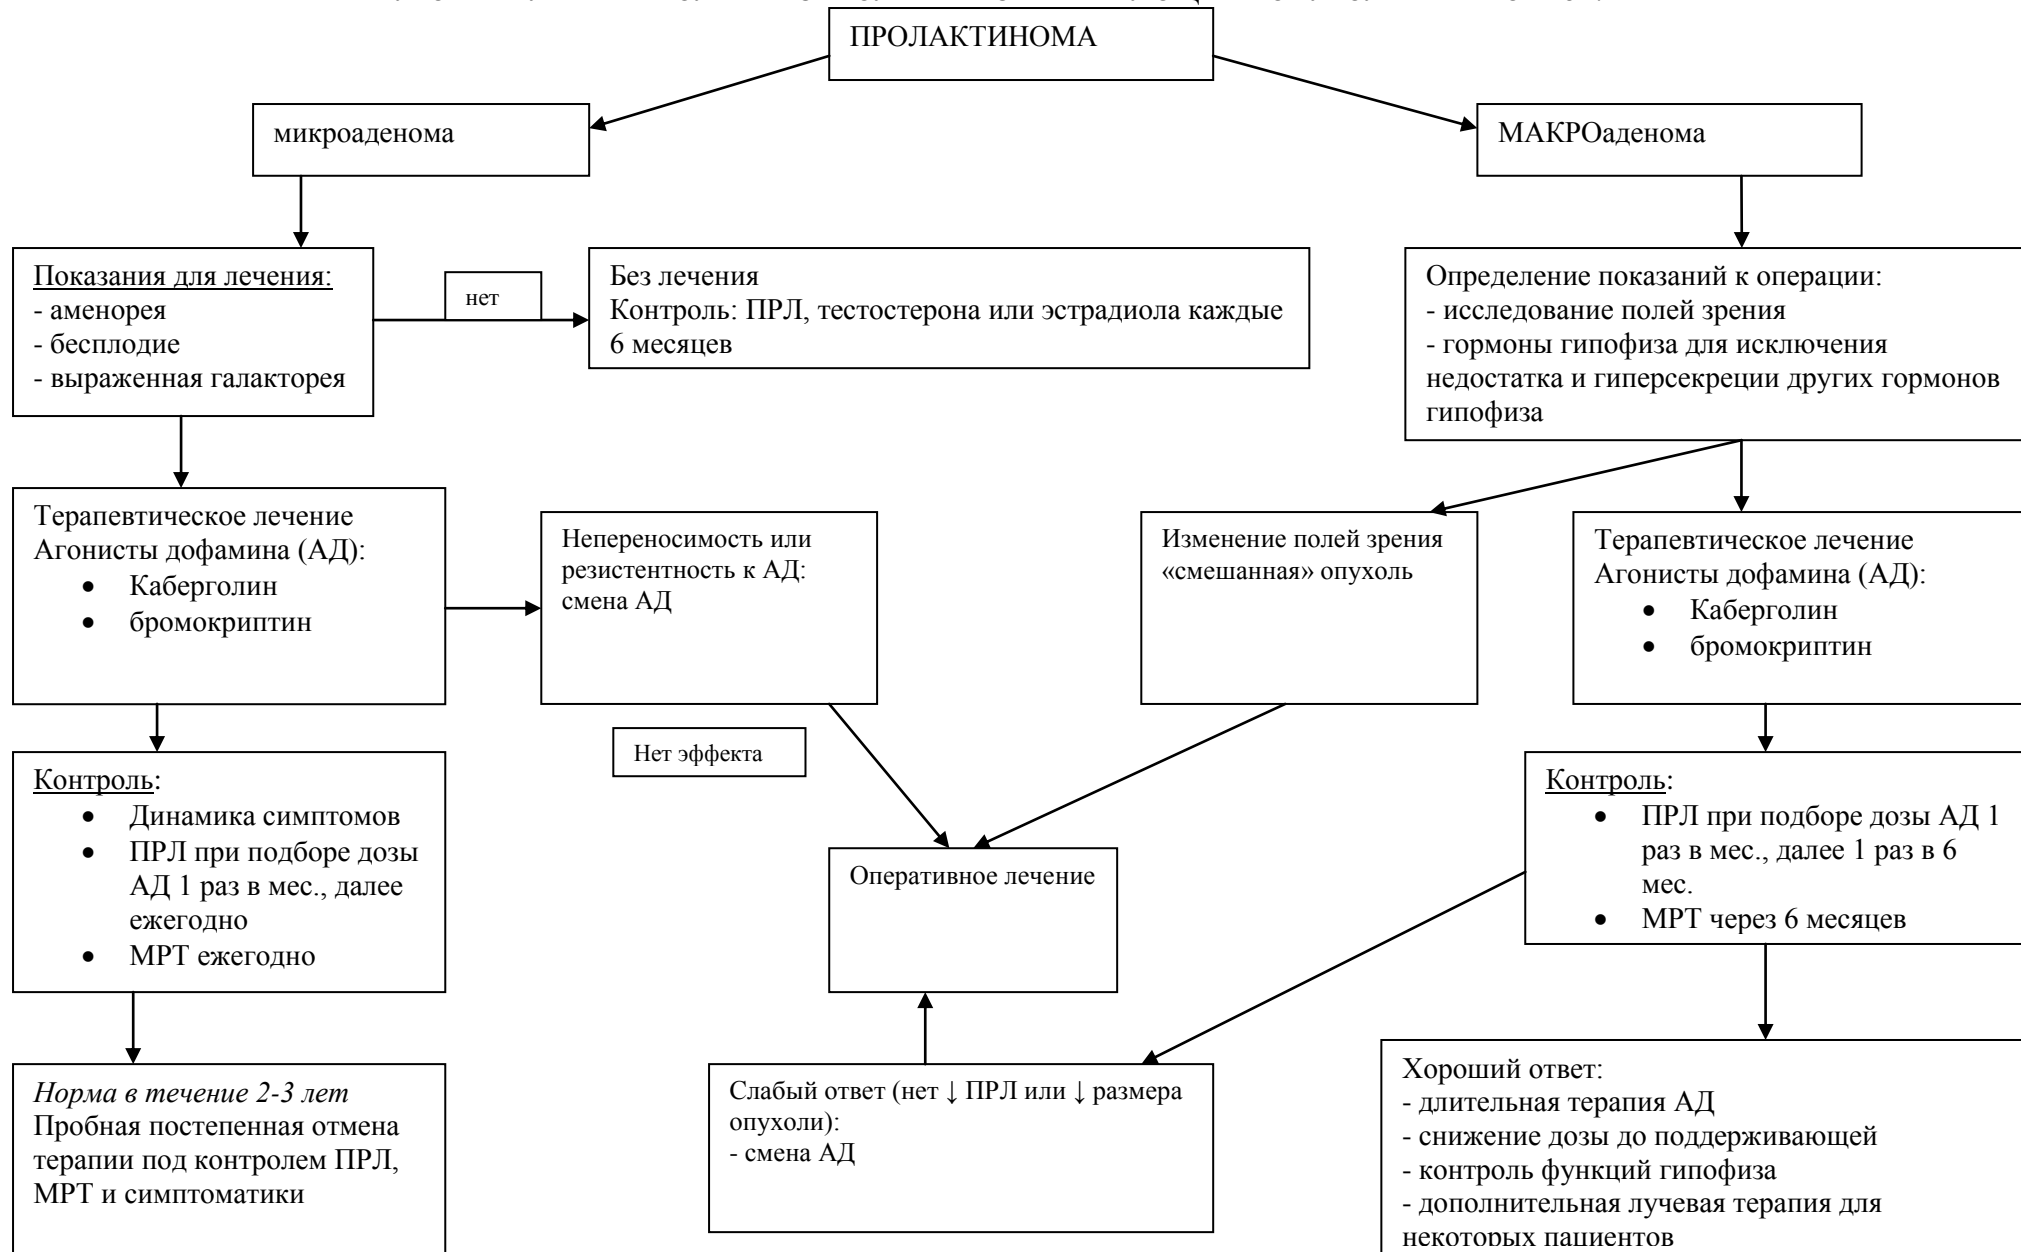 ПРОЛАКТИНОМА
микроаденома
МАКРОаденома
Показания для лечения:
- аменорея
- бесплодие
- выраженная галакторея
нет
Без лечения
Контроль: ПРЛ, тестостерона или эстрадиола каждые
6 месяцев
Определение показаний к операции:
- исследование полей зрения
- гормоны гипофиза для исключения
недостатка и гиперсекреции других гормонов
гипофиза
Терапевтическое лечение
Агонисты дофамина (АД):
• Каберголин
• бромокриптин
Непереносимость или
резистентность к АД:
смена АД
Изменение полей зрения
«смешанная» опухоль
Терапевтическое лечение
Агонисты дофамина (АД):
• Каберголин
• бромокриптин
Нет эффекта
Контроль:
• Динамика симптомов
• ПРЛ при подборе дозы
АД 1 раз в мес., далее
ежегодно
• МРТ ежегодно
Оперативное лечение
Контроль:
• ПРЛ при подборе дозы АД 1
раз в мес., далее 1 раз в 6
мес.
• МРТ через 6 месяцев
Норма в течение 2-3 лет
Пробная постепенная отмена
терапии под контролем ПРЛ,
МРТ и симптоматики
Слабый ответ (нет ↓ ПРЛ или ↓ размера
опухоли):
- смена АД
Хороший ответ:
- длительная терапия АД
- снижение дозы до поддерживающей
- контроль функций гипофиза
- дополнительная лучевая терапия для
некоторых пациентов